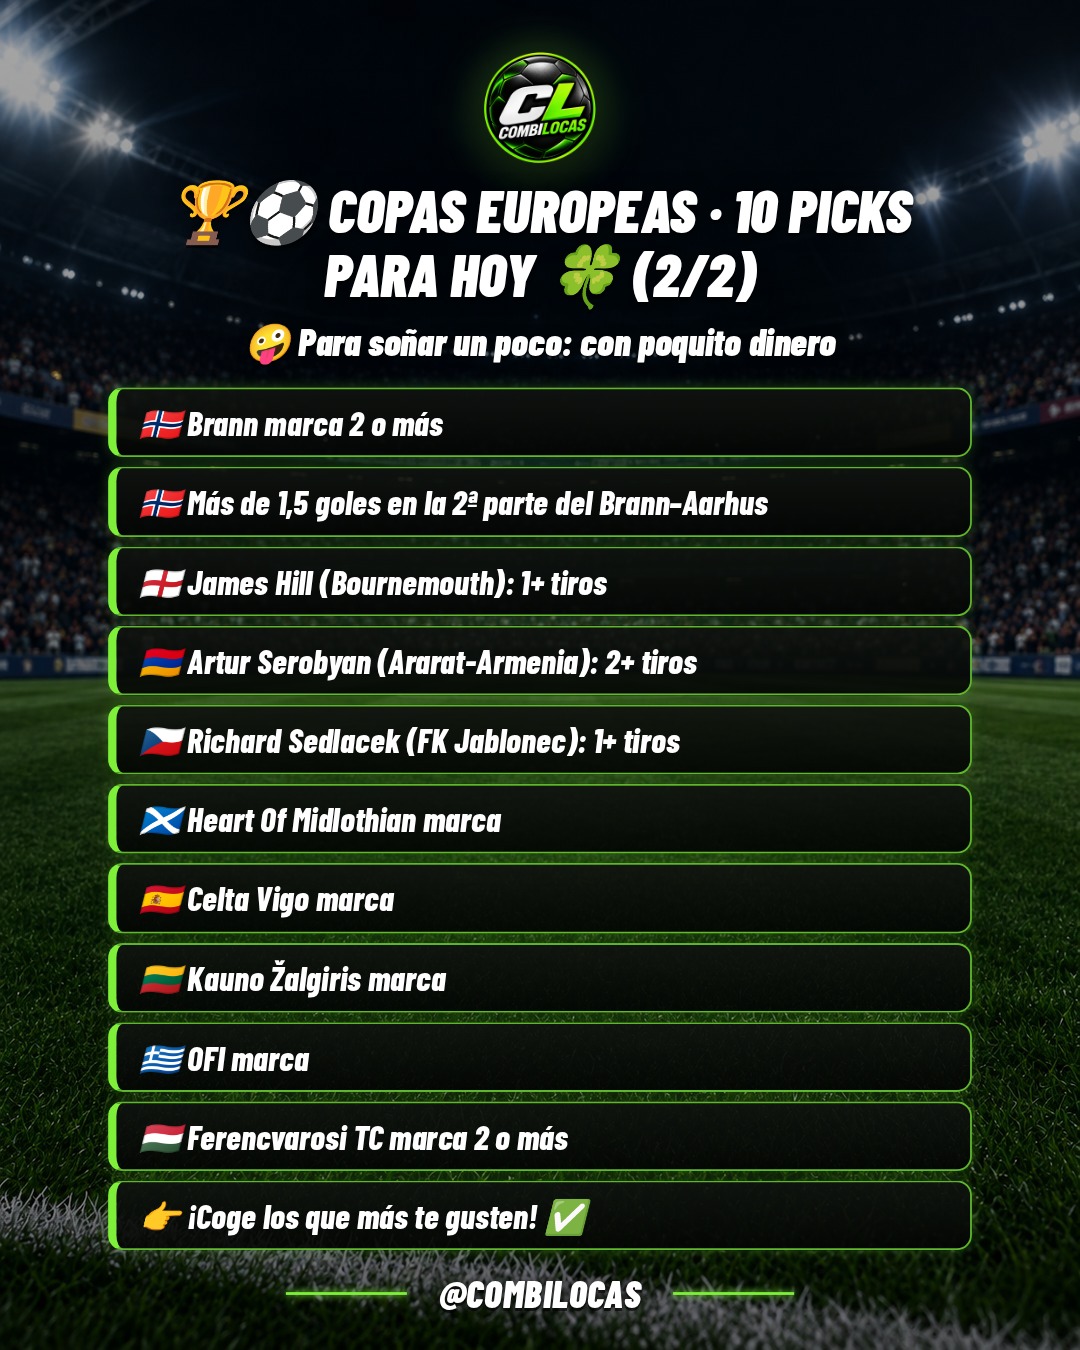 CL
COMBILOCAS
🏆⚽ COPAS EUROPEAS · 10 PICKS
PARA HOY 🍀 (2/2)
🤪 Para soñar un poco: con poquito dinero
🇳🇴 Brann marca 2 o más
🇳🇴 Más de 1,5 goles en la 2ª parte del Brann-Aarhus
🏴󠁧󠁢󠁥󠁮󠁧󠁿 James Hill (Bournemouth): 1+ tiros
🇦🇲 Artur Serobyan (Ararat-Armenia): 2+ tiros
🇨🇿 Richard Sedlacek (FK Jablonec): 1+ tiros
🏴󠁧󠁢󠁳󠁣󠁴󠁿 Heart Of Midlothian marca
🇪🇸 Celta Vigo marca
🇱🇹 Kauno Žalgiris marca
🇬🇷 OFI marca
🇭🇺 Ferencvarosi TC marca 2 o más
👉 ¡Coge los que más te gusten! ✅
@COMBILOCAS